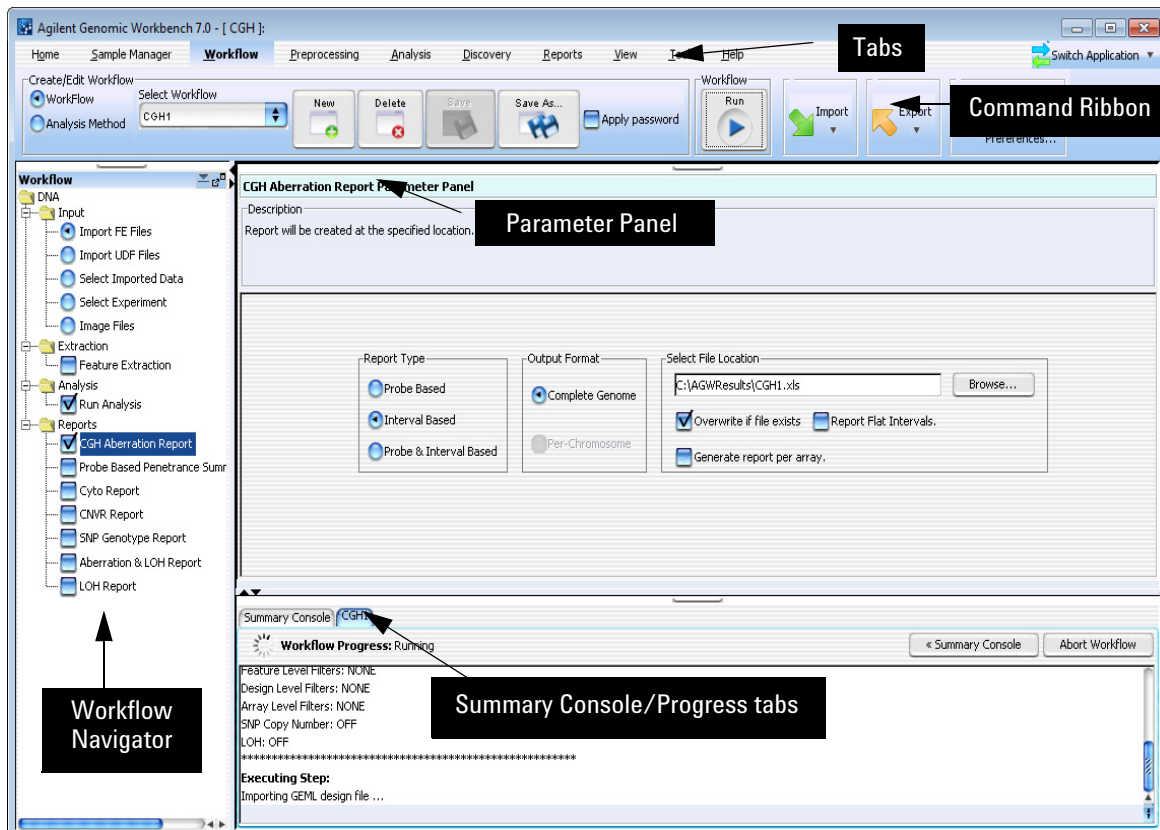 Agilent Genomic Workbench 7.0 - [ CGH ]:
Home Sample Manager Workflow Preprocessing Analysis Discovery Reports View Help
Tabs
Switch Application
Create/Edit Workflow
WorkFlow
Analysis Method
Select Workflow
CGH1
New
Delete
Save
Save As...
Apply password
Workflow
Run
Import
Export
Command Ribbon
Preferences...
Workflow
DNA
Input
Import FE Files
Import UDF Files
Select Imported Data
Select Experiment
Image Files
Extraction
Feature Extraction
Analysis
Run Analysis
Reports
CGH Aberration Report
Probe Based Penetrance Sumr
Cyto Report
CNVR Report
SNP Genotype Report
Aberration & LOH Report
LOH Report
Workflow
Navigator
CGH Aberration Report Parameter Panel
Description
Report will be created at the specified location.
Parameter Panel
Report Type
Probe Based
Interval Based
Probe & Interval Based
Output Format
Complete Genome
Per-Chromosome
Select File Location
C:\AGWResults\CGH1.xls
Browse...
Overwrite if file exists
Report Flat Intervals.
Generate report per array.
Summary Console
CGH1
Workflow Progress: Running
« Summary Console
Abort Workflow
Feature Level Filters: NONE
Design Level Filters: NONE
Array Level Filters: NONE
SNP Copy Number: OFF
LOH: OFF
Summary Console/Progress tabs
Executing Step:
Importing GEML design file ...